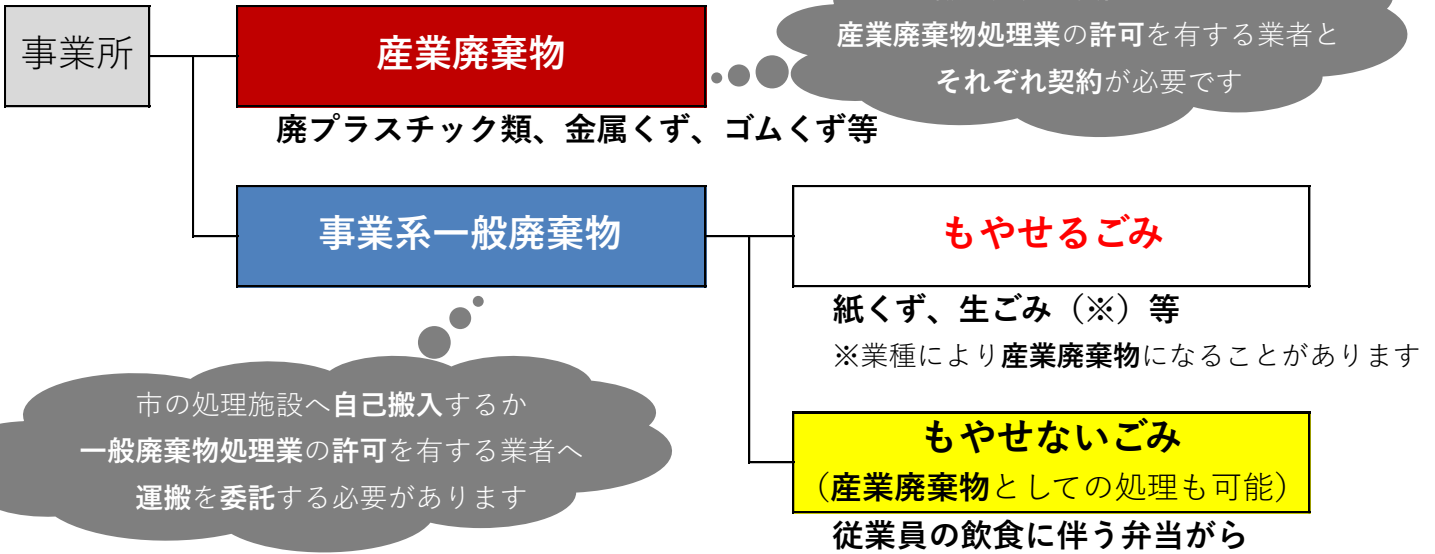 事業所
産業廃棄物
産業廃棄物処理業の許可を有する業者と
それぞれ契約が必要です
廃プラスチック類、金属くず、ゴムくず等
事業系一般廃棄物
もやせるごみ
紙くず、生ごみ（※）等
※業種により産業廃棄物になることがあります
市の処理施設へ自己搬入するか
一般廃棄物処理業の許可を有する業者へ
運搬を委託する必要があります
もやせないごみ
（産業廃棄物としての処理も可能）
従業員の飲食に伴う弁当がら